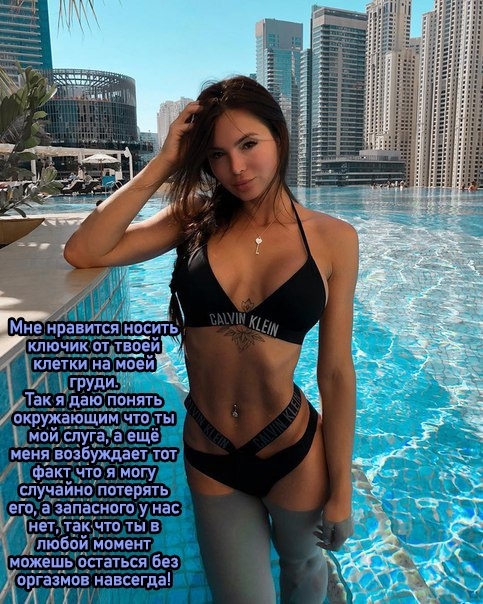 CALVIN KLEIN
CALVIN KLEIN
CALVIN KLEIN
Мне нравится носить
ключик от твоей
клетки на моей
груди.
Так я даю понять
окружающим что ты
мой слуга, а ещё
меня возбуждает тот
факт что я могу
случайно потерять
его, а запасного у нас
нет, так что ты в
любой момент
можешь остаться без
оргазмов навсегда!